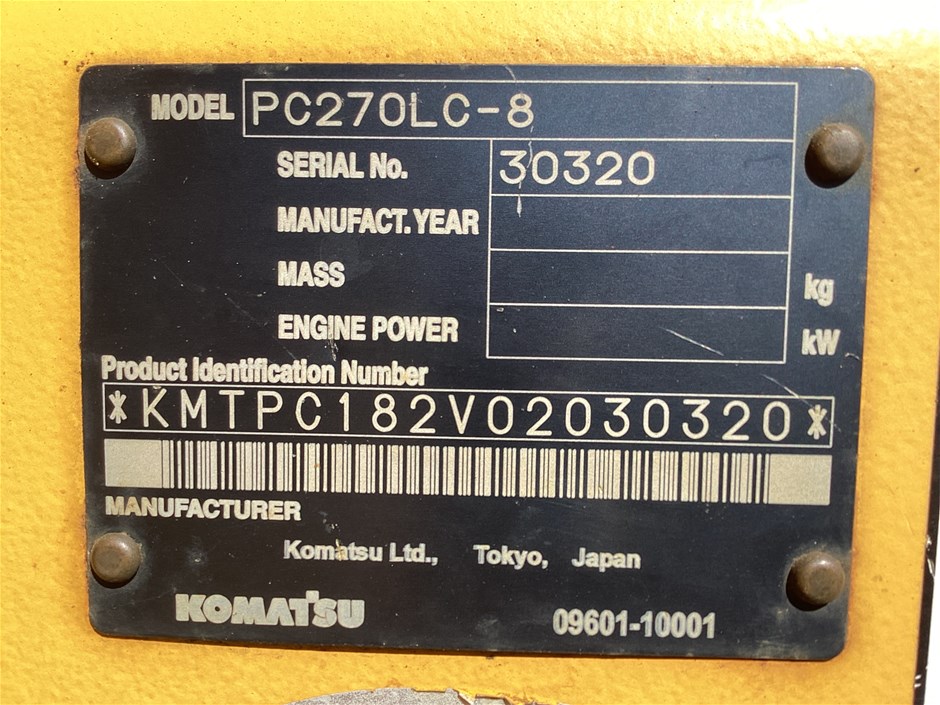 MODEL PC270LC-8
SERIAL No. 30320
MANUFACT. YEAR
MASS kg
ENGINE POWER kW
Product Identification Number
*KMTPC182V02030320*
MANUFACTURER
Komatsu Ltd., Tokyo, Japan
KOMATSU 09601-10001